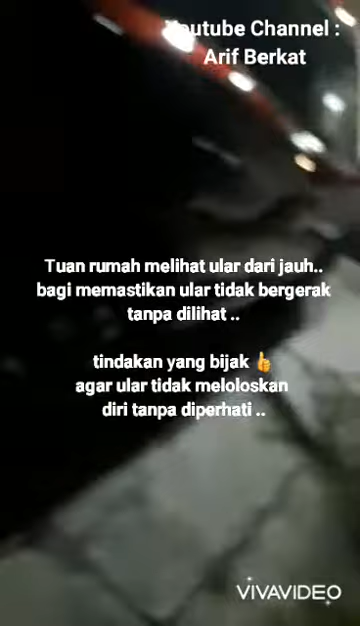 Youtube Channel :
Arif Berkat
Tuan rumah melihat ular dari jauh..
bagi memastikan ular tidak bergerak
tanpa dilihat ..
tindakan yang bijak 👍
agar ular tidak meloloskan
diri tanpa diperhati ..
VIVAVIDEO